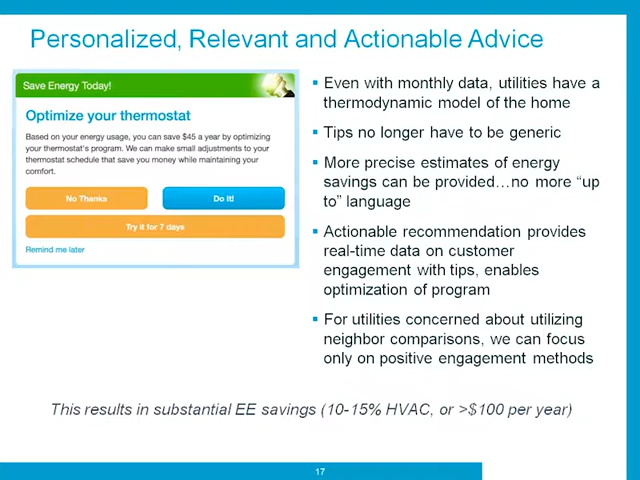 Personalized, Relevant and Actionable Advice
Save Energy Today!
Optimize your thermostat
Based on your energy usage, you can save $45 a year by optimizing
your thermostat's program. We can make small adjustments to your
thermostat schedule that save you money while maintaining your
comfort.
No Thanks
Do It!
Try it for 7 days
Remind me later
▪ Even with monthly data, utilities have a
thermodynamic model of the home
▪ Tips no longer have to be generic
▪ More precise estimates of energy
savings can be provided…no more “up
to” language
▪ Actionable recommendation provides
real-time data on customer
engagement with tips, enables
optimization of program
▪ For utilities concerned about utilizing
neighbor comparisons, we can focus
only on positive engagement methods
This results in substantial EE savings (10-15% HVAC, or >$100 per year)
17